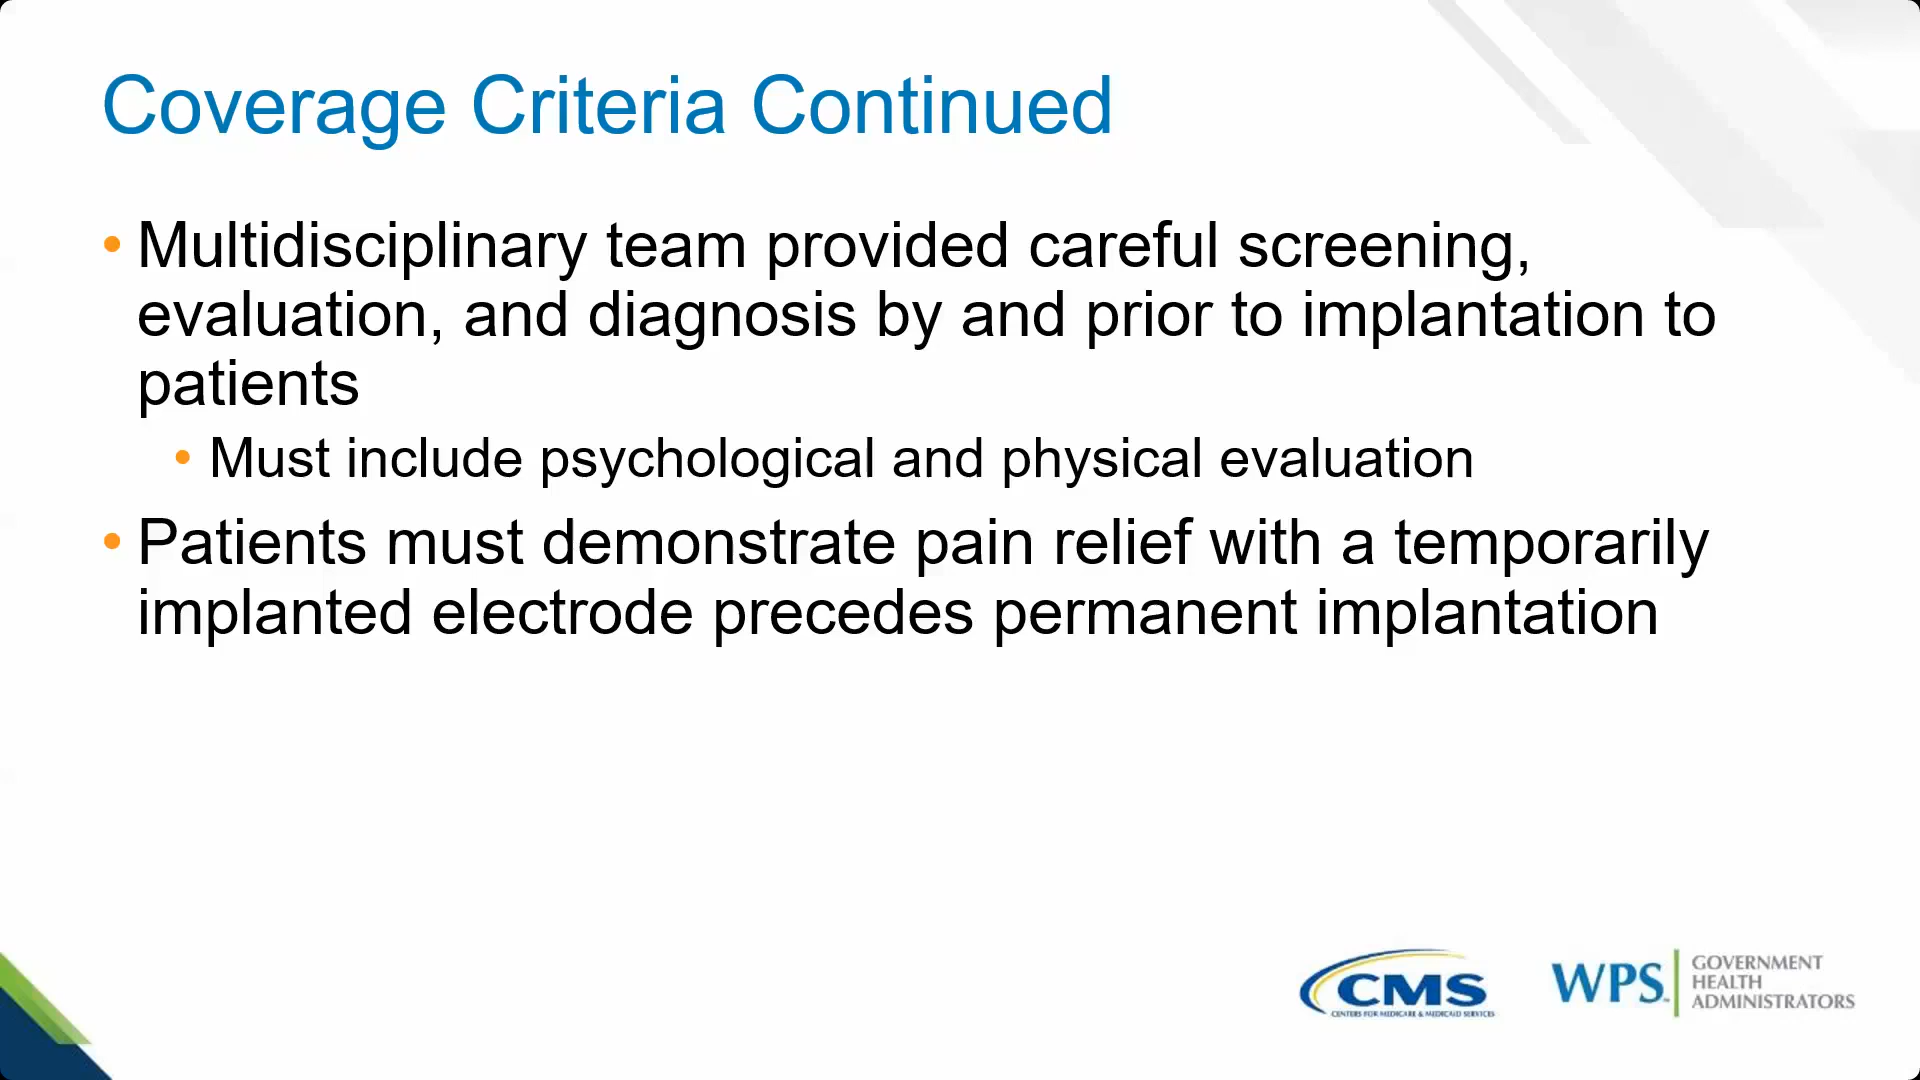 Coverage Criteria Continued
• Multidisciplinary team provided careful screening,
evaluation, and diagnosis by and prior to implantation to
patients
• Must include psychological and physical evaluation
• Patients must demonstrate pain relief with a temporarily
implanted electrode precedes permanent implantation
CMS
CENTERS FOR MEDICARE & MEDICAID SERVICES
WPS
GOVERNMENT
HEALTH
ADMINISTRATORS